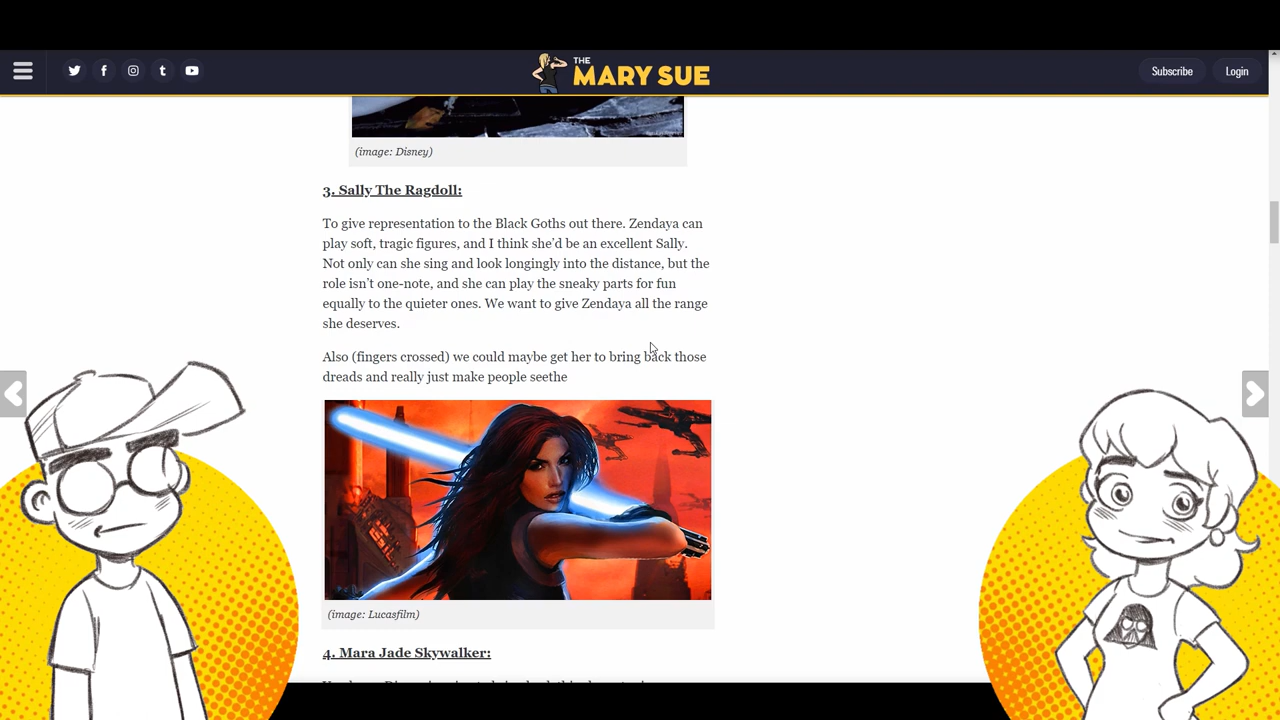 THE
MARY SUE
Subscribe
Login
(image: Disney)
3. Sally The Ragdoll:
To give representation to the Black Goths out there. Zendaya can
play soft, tragic figures, and I think she'd be an excellent Sally.
Not only can she sing and look longingly into the distance, but the
role isn't one-note, and she can play the sneaky parts for fun
equally to the quieter ones. We want to give Zendaya all the range
she deserves.
Also (fingers crossed) we could maybe get her to bring back those
dreads and really just make people seethe
(image: Lucasfilm)
4. Mara Jade Skywalker: